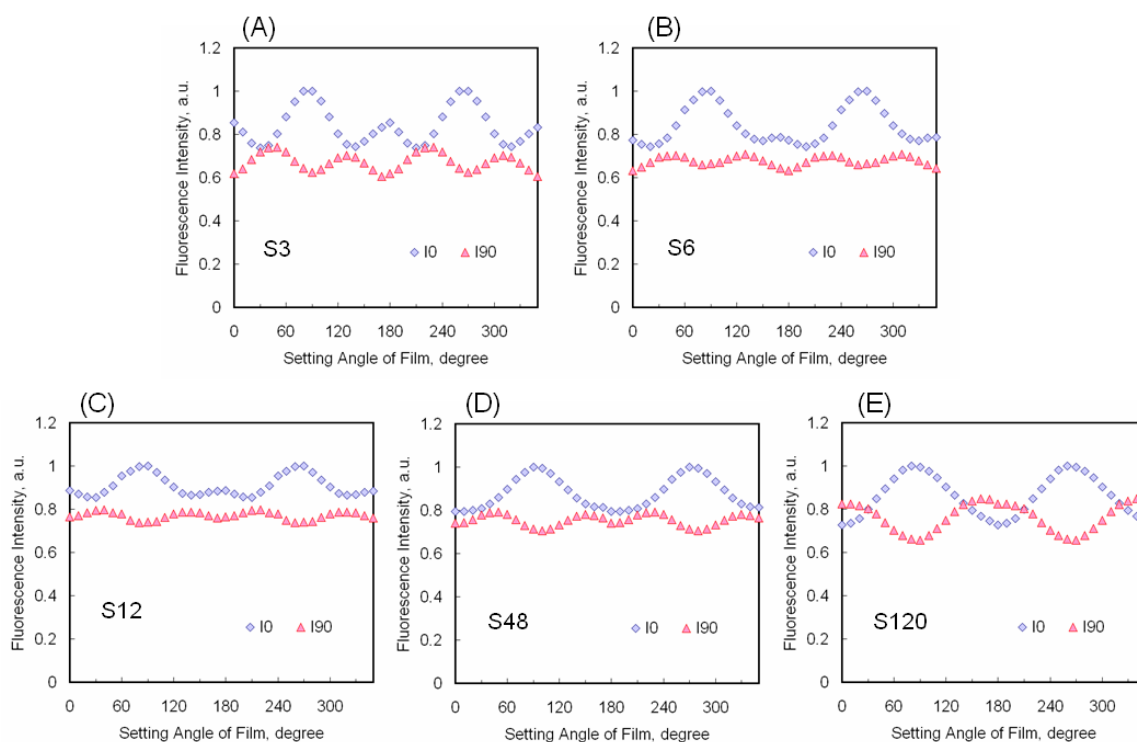 (A)
1.2
1
0.8
0.6
0.4
0.2
0
Fluorescence Intensity, a.u.
S3
I0 I90
0 60 120 180 240 300
Setting Angle of Film, degree
(B)
1.2
1
0.8
0.6
0.4
0.2
0
Fluorescence Intensity, a.u.
S6
I0 I90
0 60 120 180 240 300
Setting Angle of Film, degree
(C)
1.2
1
0.8
0.6
0.4
0.2
0
Fluorescence Intensity, a.u.
S12
I0 I90
0 60 120 180 240 300
Setting Angle of Film, degree
(D)
1.2
1
0.8
0.6
0.4
0.2
0
Fluorescence Intensity, a.u.
S48
I0 I90
0 60 120 180 240 300
Setting Angle of Film, degree
(E)
1.2
1
0.8
0.6
0.4
0.2
0
Fluorescence Intensity, a.u.
S120
I0 I90
0 60 120 180 240 300
Setting Angle of Film, degree